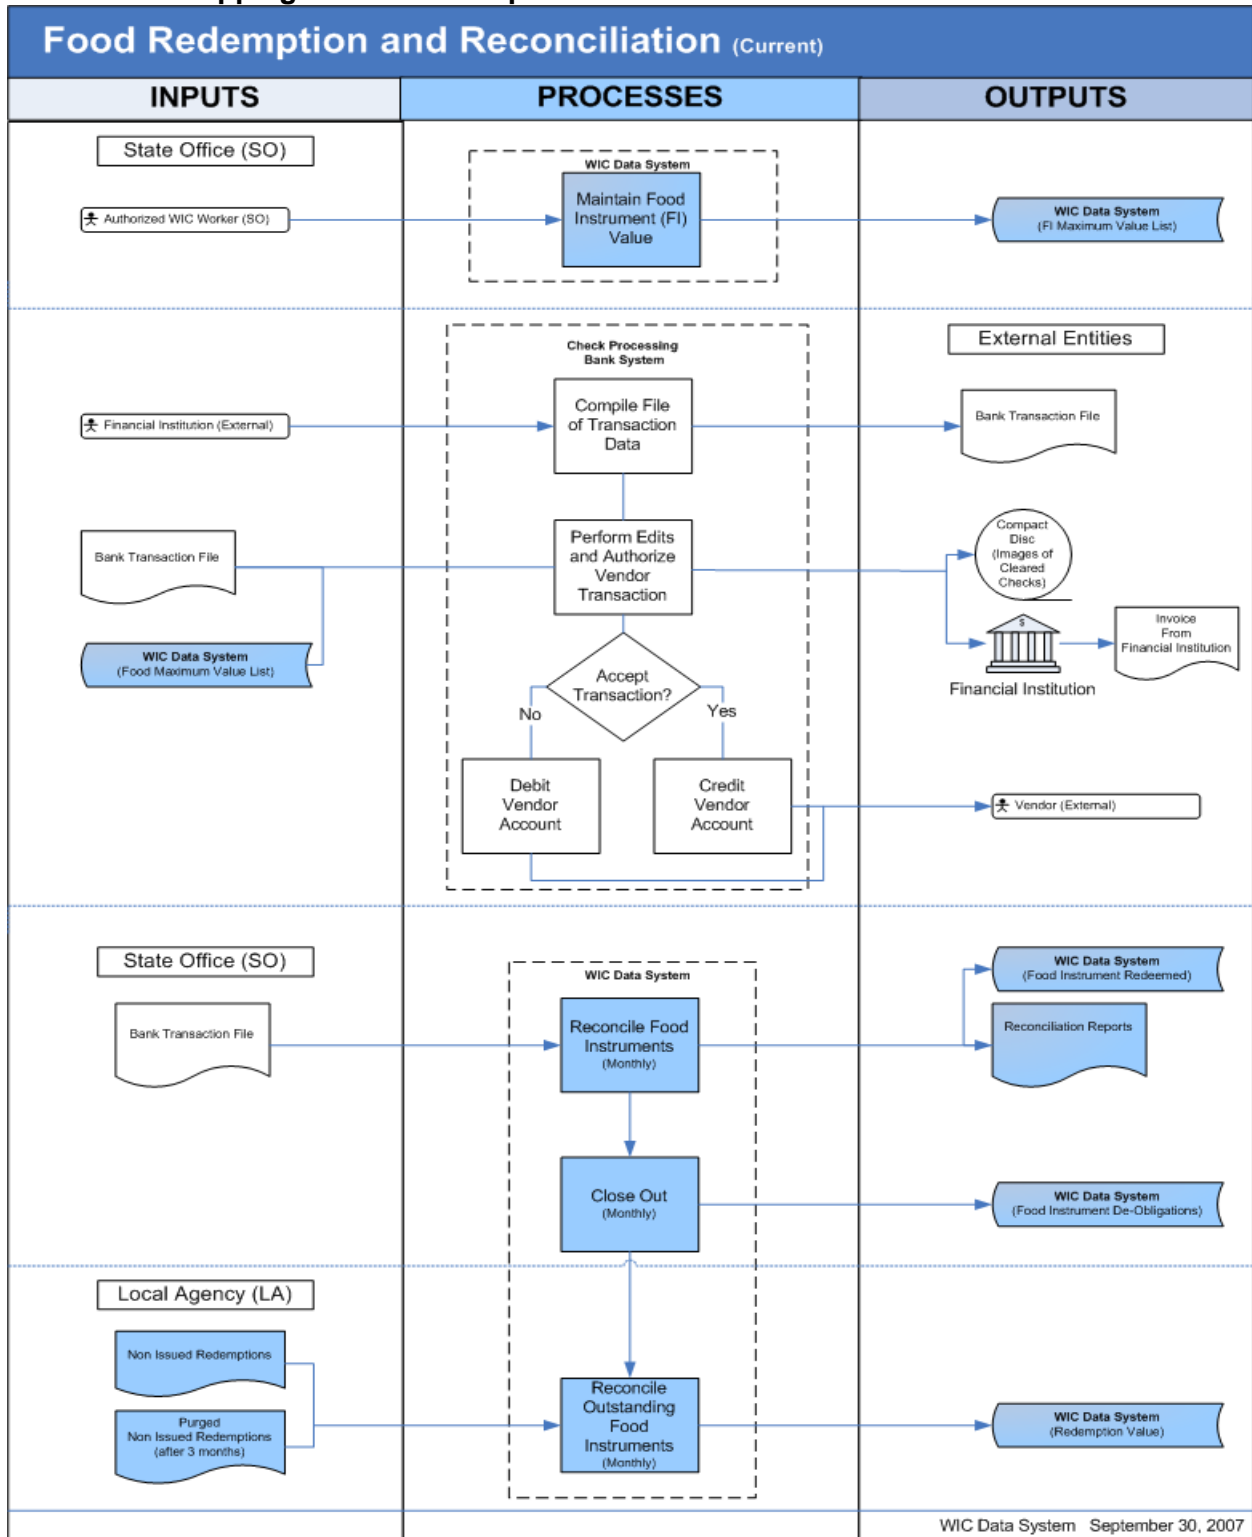 Food Redemption and Reconciliation (Current)
INPUTS
PROCESSES
OUTPUTS
State Office (SO)
Authorized WIC Worker (SO)
WIC Data System
Maintain Food
Instrument (FI)
Value
WIC Data System
(FI Maximum Value List)
Check Processing
Bank System
External Entities
Financial Institution (External)
Compile File
of Transaction
Data
Bank Transaction File
Bank Transaction File
WIC Data System
(Food Maximum Value List)
Perform Edits
and Authorize
Vendor
Transaction
Compact
Disc
(Images of
Cleared
Checks)
$
Financial Institution
Invoice
From
Financial Institution
Accept
Transaction?
No
Yes
Debit
Vendor
Account
Credit
Vendor
Account
Vendor (External)
State Office (SO)
Bank Transaction File
WIC Data System
Reconcile Food
Instruments
(Monthly)
WIC Data System
(Food Instrument Redeemed)
Reconciliation Reports
Close Out
(Monthly)
WIC Data System
(Food Instrument De-Obligations)
Local Agency (LA)
Non Issued Redemptions
Purged
Non Issued Redemptions
(after 3 months)
Reconcile
Outstanding
Food
Instruments
(Monthly)
WIC Data System
(Redemption Value)
WIC Data System September 30, 2007